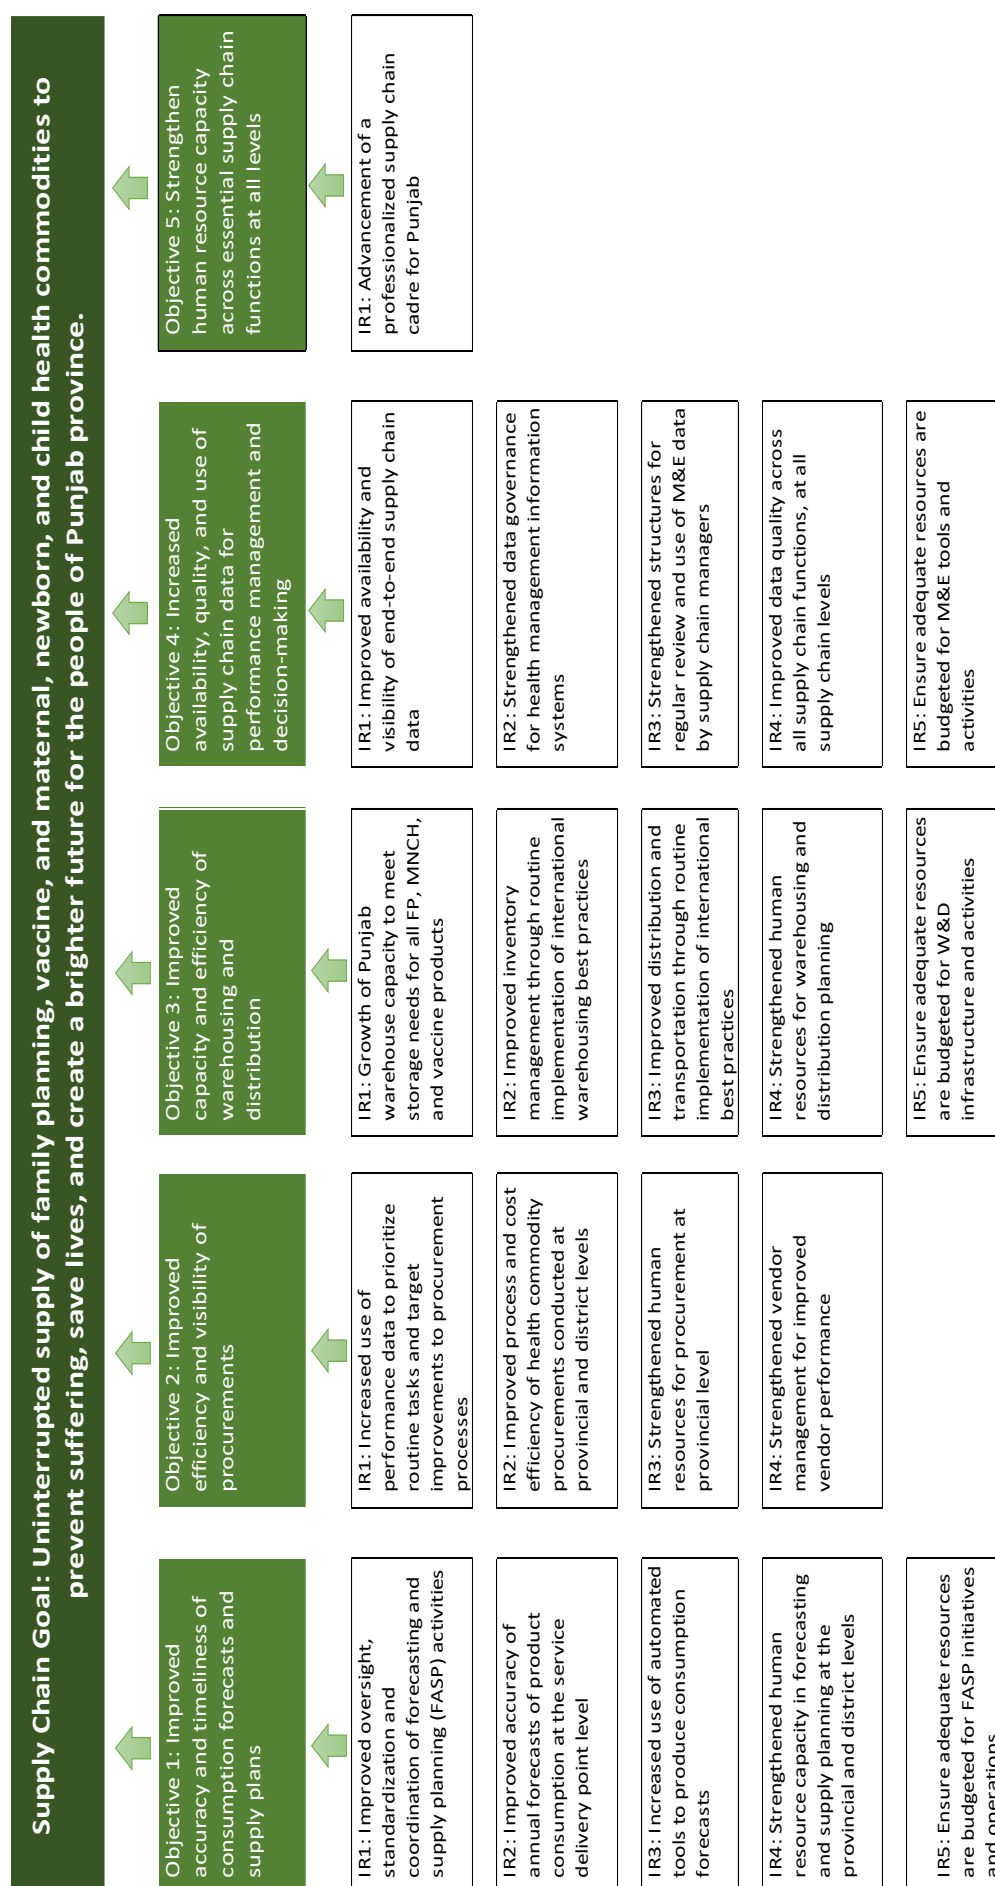 Supply Chain Goal: Uninterrupted supply of family planning, vaccine, and maternal, newborn, and child health commodities to
prevent suffering, save lives, and create a brighter future for the people of Punjab province.
Objective 1: Improved
accuracy and timeliness of
consumption forecasts and
supply plans
IR1: Improved oversight,
standardization and
coordination of forecasting and
supply planning (FASP) activities
IR2: Improved accuracy of
annual forecasts of product
consumption at the service
delivery point level
IR3: Increased use of automated
tools to produce consumption
forecasts
IR4: Strengthened human
resource capacity in forecasting
and supply planning at the
provincial and district levels
IR5: Ensure adequate resources
are budgeted for FASP initiatives
and operations
Objective 2: Improved
efficiency and visibility of
procurements
IR1: Increased use of
performance data to prioritize
routine tasks and target
improvements to procurement
processes
IR2: Improved process and cost
efficiency of health commodity
procurements conducted at
provincial and district levels
IR3: Strengthened human
resources for procurement at
provincial level
IR4: Strengthened vendor
management for improved
vendor performance
Objective 3: Improved
capacity and efficiency of
warehousing and
distribution
IR1: Growth of Punjab
warehouse capacity to meet
storage needs for all FP, MNCH,
and vaccine products
IR2: Improved inventory
management through routine
implementation of international
warehousing best practices
IR3: Improved distribution and
transportation through routine
implementation of international
best practices
IR4: Strengthened human
resources for warehousing and
distribution planning
IR5: Ensure adequate resources
are budgeted for W&D
infrastructure and activities
Objective 4: Increased
availability, quality, and use of
supply chain data for
performance management and
decision-making
IR1: Improved availability and
visibility of end-to-end supply chain
data
IR2: Strengthened data governance
for health management information
systems
IR3: Strengthened structures for
regular review and use of M&E data
by supply chain managers
IR4: Improved data quality across
all supply chain functions, at all
supply chain levels
IR5: Ensure adequate resources are
budgeted for M&E tools and
activities
Objective 5: Strengthen
human resource capacity
across essential supply chain
functions at all levels
IR1: Advancement of a
professionalized supply chain
cadre for Punjab